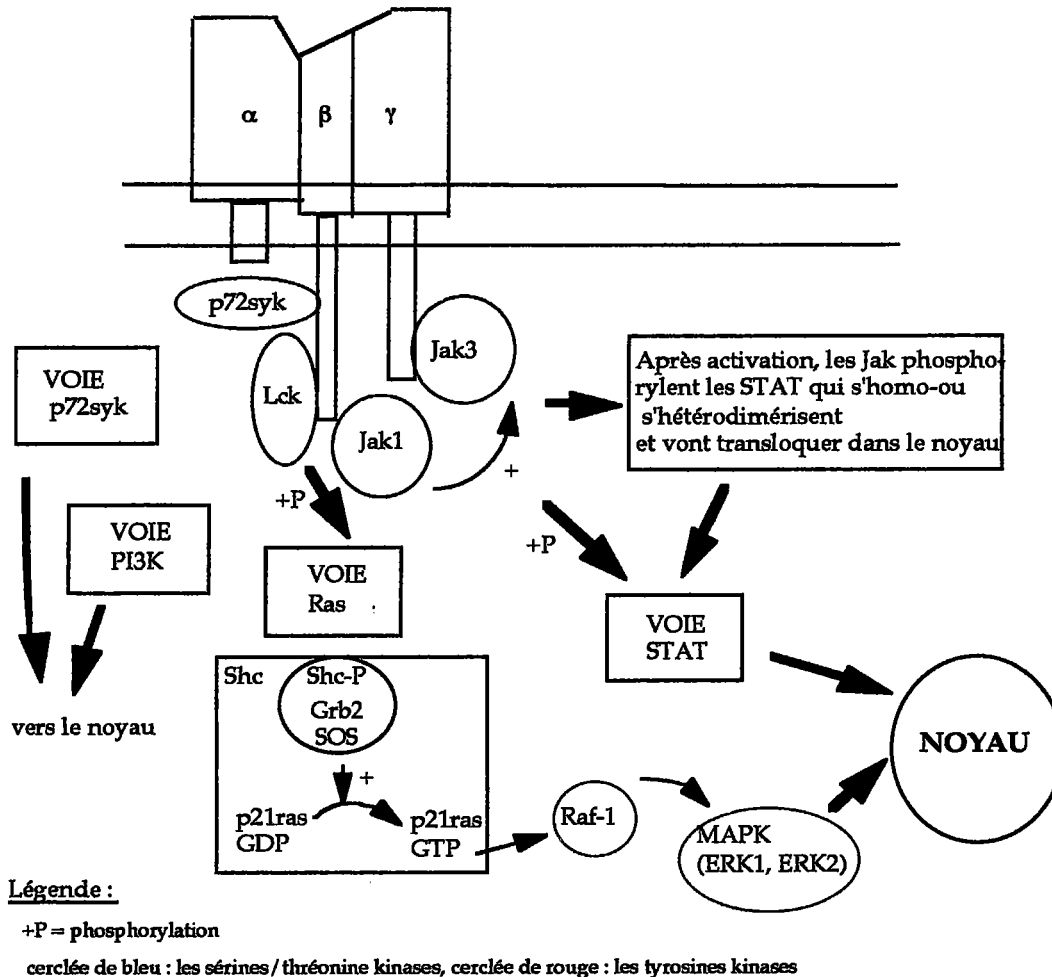 α
β
γ
p72syk
Jak3
Lck
Jak1
VOIE
p72syk
Après activation, les Jak phospho-
rylent les STAT qui s'homo-ou
s'hétérodimérisent
et vont transloquer dans le noyau
+
+P
+P
VOIE
PI3K
VOIE
Ras
VOIE
STAT
vers le noyau
Shc
Shc-P
Grb2
SOS
+
p21ras
GDP
p21ras
GTP
Raf-1
MAPK
(ERK1, ERK2)
NOYAU
Légende :
+P = phosphorylation
cerclée de bleu : les sérines/thréonine kinases, cerclée de rouge : les tyrosines kinases